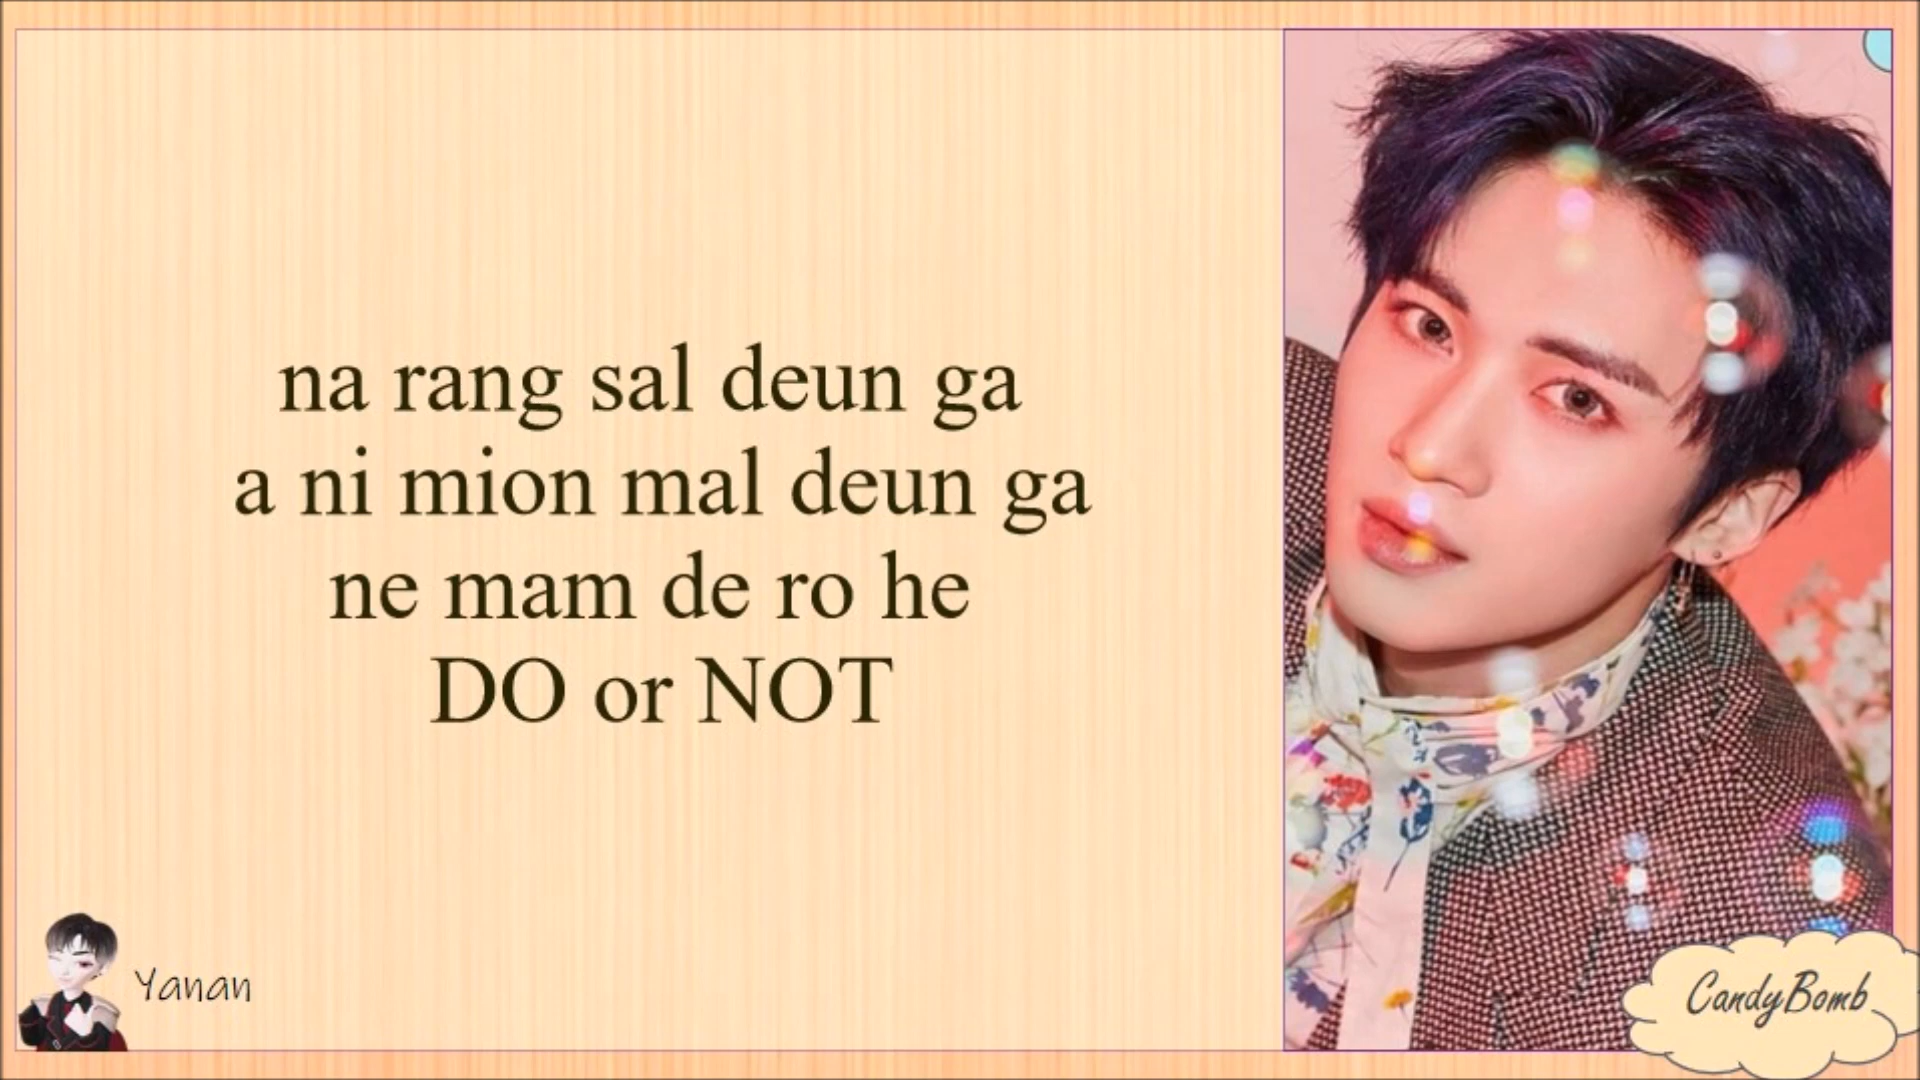 na rang sal deun ga
a ni mion mal deun ga
ne mam de ro he
DO or NOT
Yanan
CandyBomb